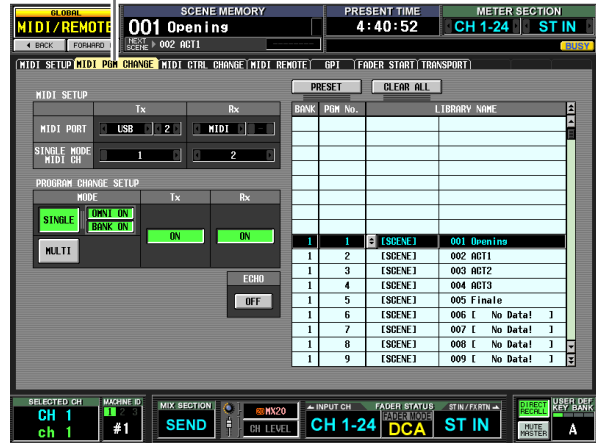 GLOBAL
MIDI/REMOTE
BACK
FORWARD
SCENE MEMORY
001 Opening
NEXT SCENE
002 ACT1
PRESENT TIME
4:40:52
METER SECTION
CH 1-24
ST IN
BUSY
MIDI SETUP
MIDI PGM CHANGE
MIDI CTRL CHANGE
MIDI REMOTE
GPI
FADER START
TRANSPORT
PRESET
CLEAR ALL
MIDI SETUP
Tx Rx
MIDI PORT USB 2 MIDI -
SINGLE MODE MIDI CH 1 2
PROGRAM CHANGE SETUP
MODE Tx Rx
SINGLE
OMNI ON
BANK ON
MULTI
ON
ON
ECHO
OFF
BANK PGM No. LIBRARY NAME
1 1 [SCENE] 001 Opening
1 2 [SCENE] 002 ACT1
1 3 [SCENE] 003 ACT2
1 4 [SCENE] 004 ACT3
1 5 [SCENE] 005 Finale
1 6 [SCENE] 006 [ No Data! ]
1 7 [SCENE] 007 [ No Data! ]
1 8 [SCENE] 008 [ No Data! ]
1 9 [SCENE] 009 [ No Data! ]
SELECTED CH
CH 1
ch 1
MACHINE ID
1 2 3
#1
MIX SECTION
SEND
MIX20
CH LEVEL
INPUT CH
CH 1-24
FADER STATUS
FADER MODE
DCA
ST IN/FXRTN
ST IN
DIRECT RECALL
MUTE MASTER
USER DEF KEY BANK
A